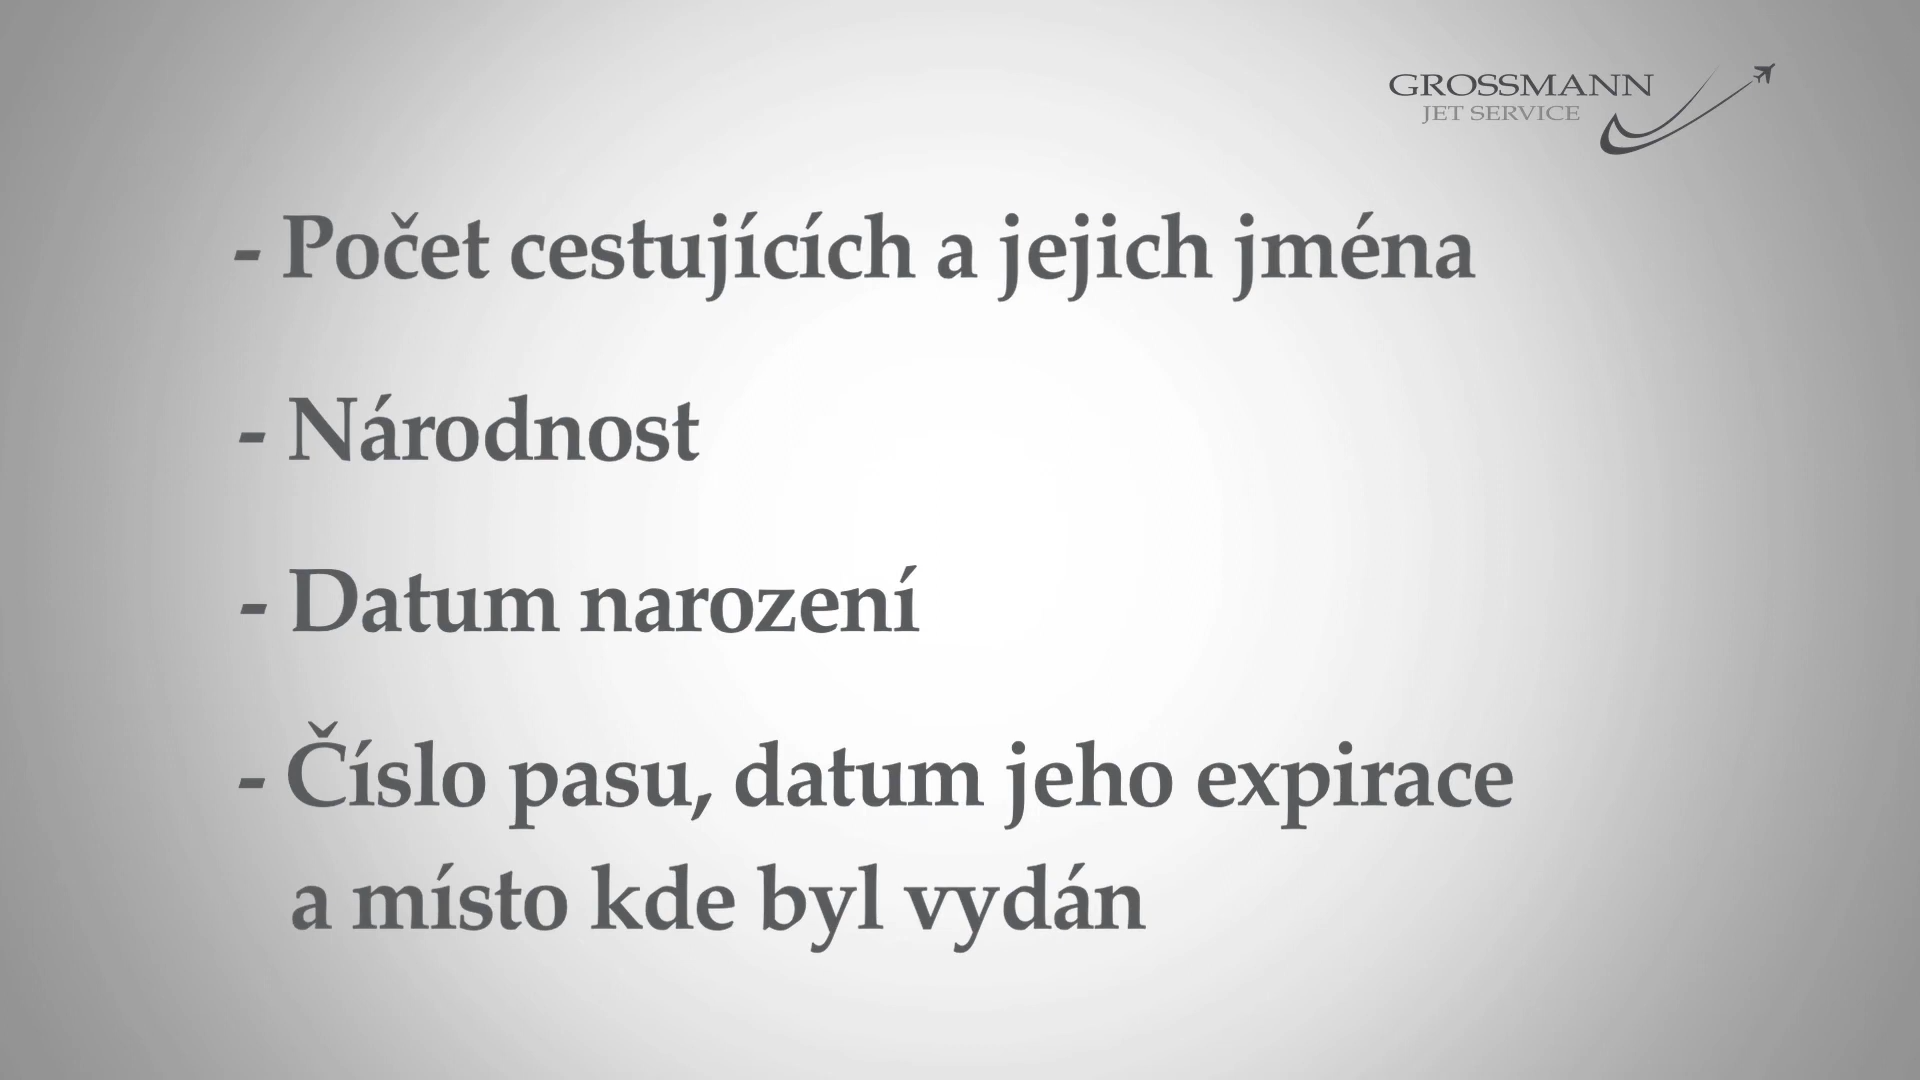 GROSSMANN
JET SERVICE
- Počet cestujících a jejich jména
- Národnost
- Datum narození
- Číslo pasu, datum jeho expirace
a místo kde byl vydán